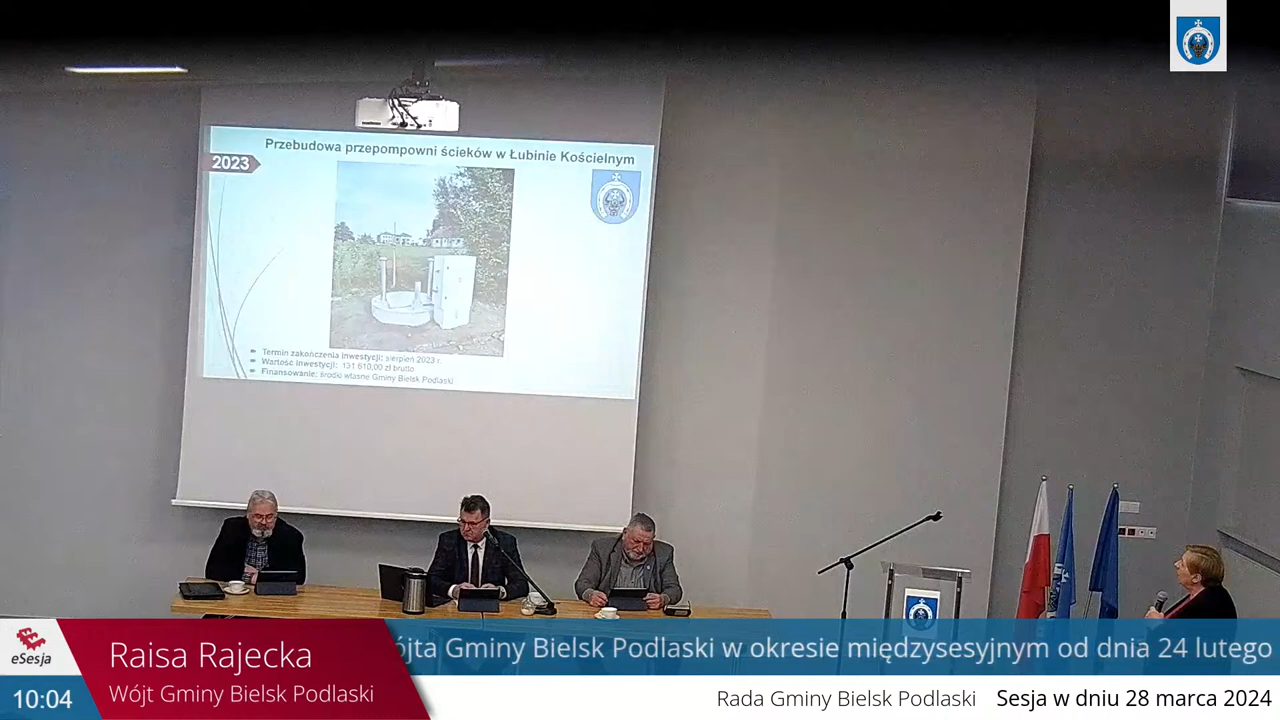 Przebudowa przepompowni ścieków w Łubinie Kościelnym
2023
Termin zakończenia inwestycji: sierpień 2023 r.
Wartość inwestycji: 131 610,00 zł brutto
Finansowanie: środki własne Gminy Bielsk Podlaski
eSesja
Raisa Rajecka
Wójt Gminy Bielsk Podlaski
10:04
ójta Gminy Bielsk Podlaski w okresie międzysesyjnym od dnia 24 lutego
Rada Gminy Bielsk Podlaski Sesja w dniu 28 marca 2024